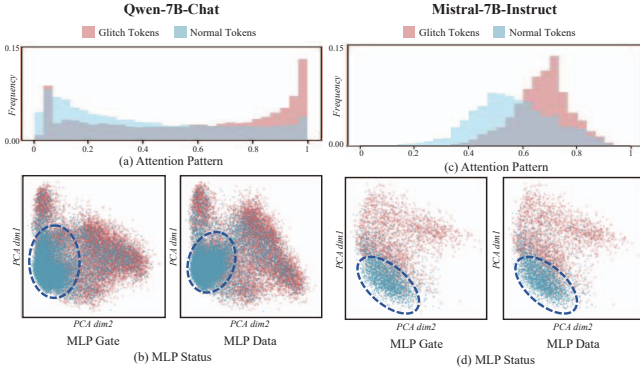 Qwen-7B-Chat
Glitch Tokens Normal Tokens
0.15
Frequency
0.00
0 0.2 0.4 0.6 0.8 1
(a) Attention Pattern
PCA dim1
PCA dim2
MLP Gate
PCA dim1
PCA dim2
MLP Data
(b) MLP Status
Mistral-7B-Instruct
Glitch Tokens Normal Tokens
0.15
Frequency
0.00
0 0.2 0.4 0.6 0.8 1
(c) Attention Pattern
PCA dim1
PCA dim2
MLP Gate
PCA dim1
PCA dim2
MLP Data
(d) MLP Status